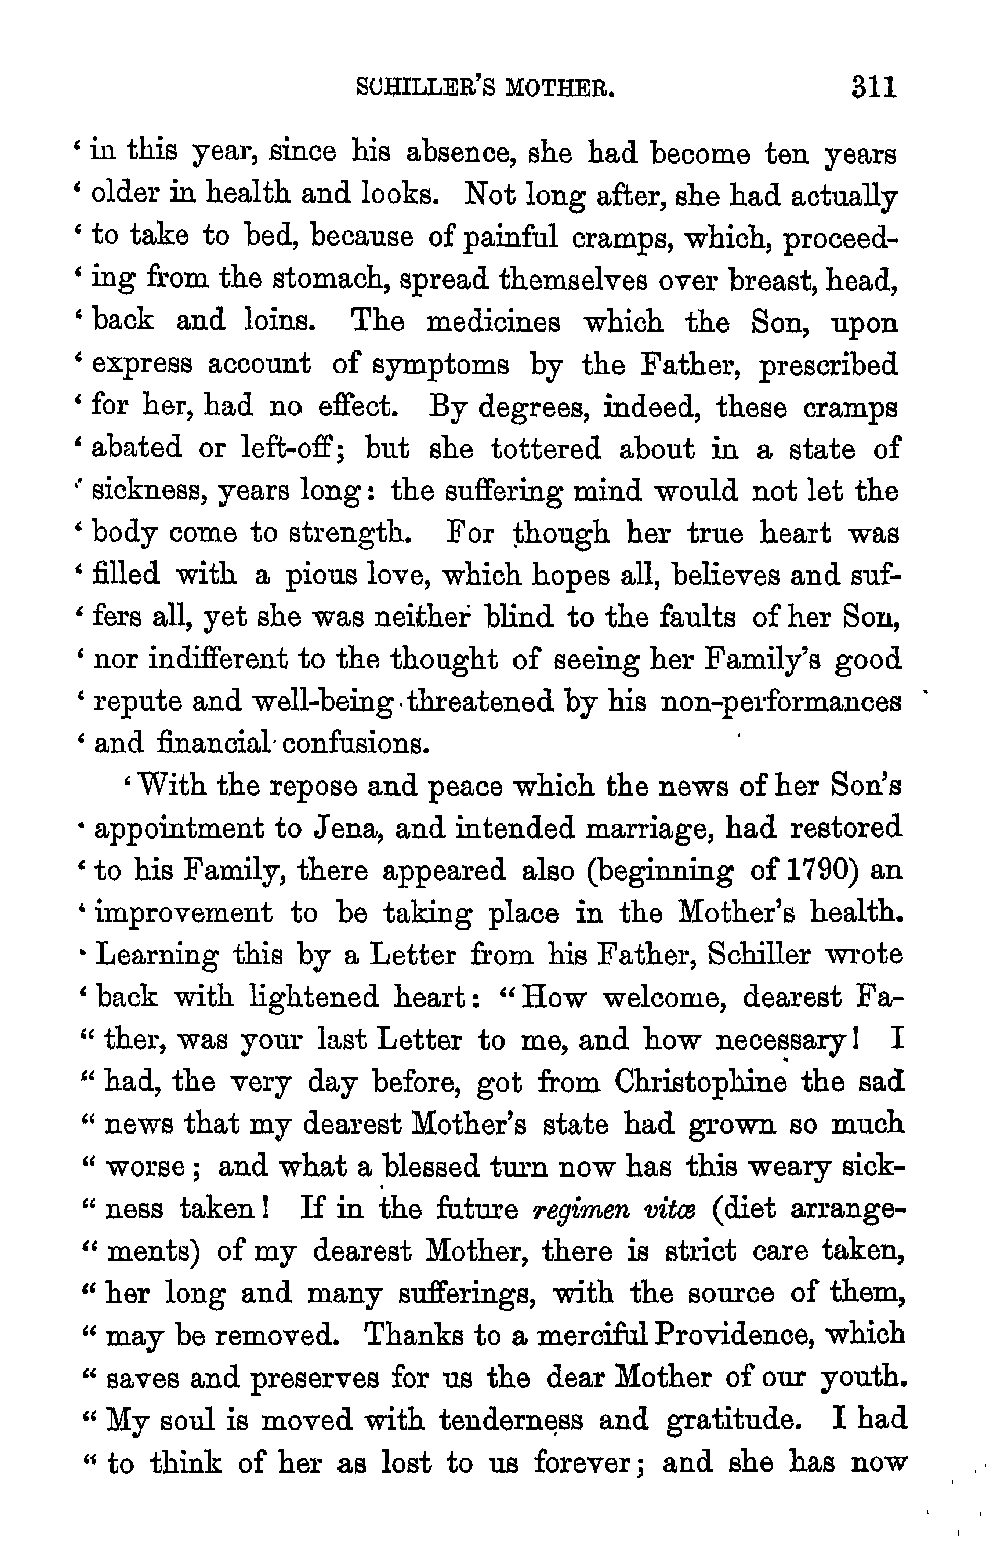 SCHILLER'S MOTHER. 311
‘ in this year, since his absence, she had become ten years
‘ older in health and looks. Not long after, she had actually
‘ to take to bed, because of painful cramps, which, proceed-
‘ ing from the stomach, spread themselves over breast, head,
‘ back and loins. The medicines which the Son, upon
‘ express account of symptoms by the Father, prescribed
‘ for her, had no effect. By degrees, indeed, these cramps
‘ abated or left-off; but she tottered about in a state of
‘ sickness, years long: the suffering mind would not let the
‘ body come to strength. For though her true heart was
‘ filled with a pious love, which hopes all, believes and suf-
‘ fers all, yet she was neither blind to the faults of her Son,
‘ nor indifferent to the thought of seeing her Family's good
‘ repute and well-being threatened by his non-performances
‘ and financial confusions.
‘ With the repose and peace which the news of her Son's
‘ appointment to Jena, and intended marriage, had restored
‘ to his Family, there appeared also (beginning of 1790) an
‘ improvement to be taking place in the Mother's health.
‘ Learning this by a Letter from his Father, Schiller wrote
‘ back with lightened heart: “How welcome, dearest Fa-
“ ther, was your last Letter to me, and how necessary! I
“ had, the very day before, got from Christophine the sad
“ news that my dearest Mother's state had grown so much
“ worse; and what a blessed turn now has this weary sick-
“ ness taken! If in the future regimen vitæ (diet arrange-
“ ments) of my dearest Mother, there is strict care taken,
“ her long and many sufferings, with the source of them,
“ may be removed. Thanks to a merciful Providence, which
“ saves and preserves for us the dear Mother of our youth.
“ My soul is moved with tenderness and gratitude. I had
“ to think of her as lost to us forever; and she has now